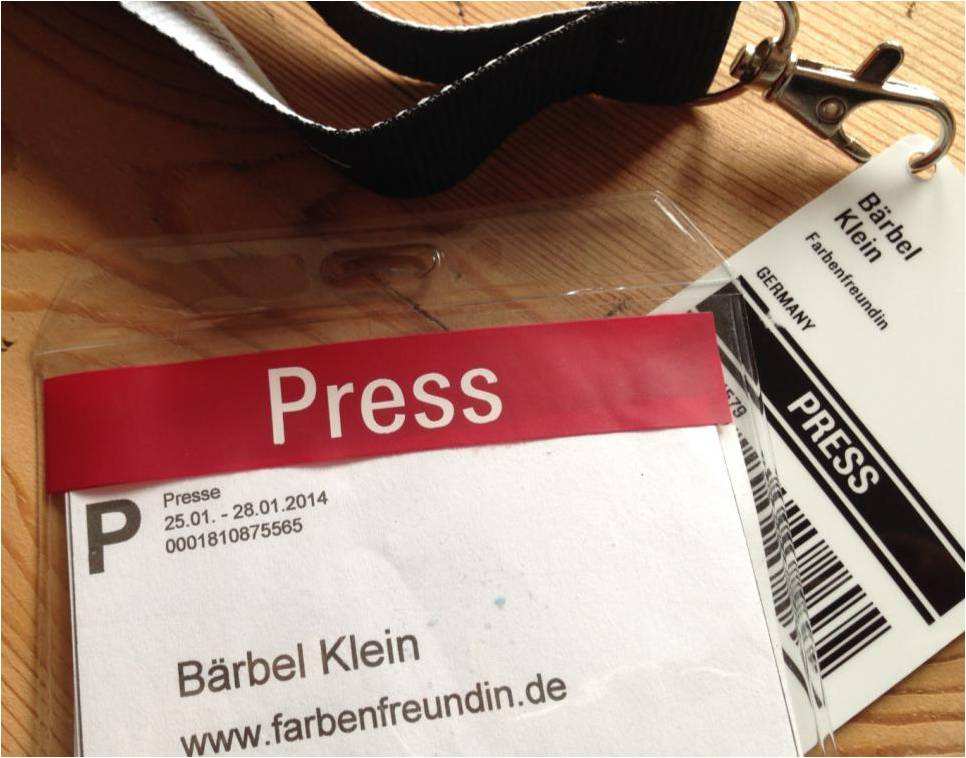 Press
P
Presse
25.01. - 28.01.2014
0001810875565
Bärbel Klein
www.farbenfreundin.de
Bärbel
Klein
Farbenfreundin
GERMANY
PRESS